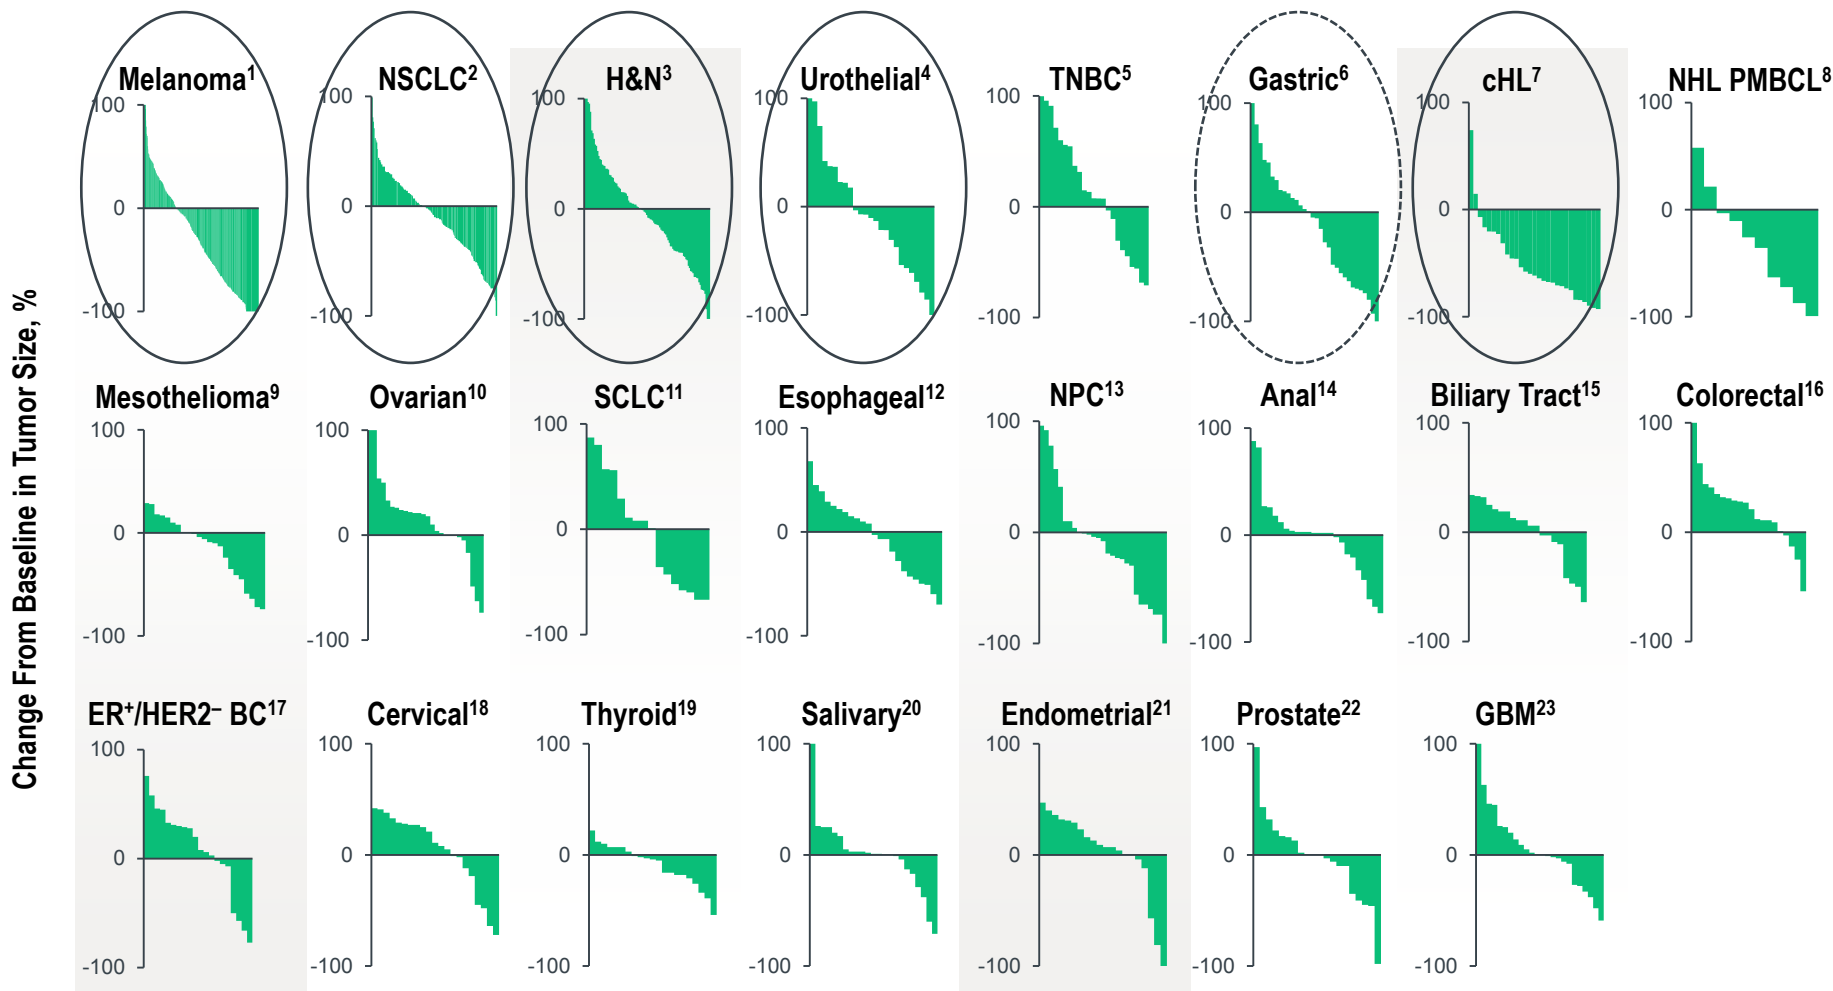 Change From Baseline in Tumor Size, %
Melanoma¹
100
0
-100
NSCLC²
100
0
-100
H&N³
100
0
-100
Urothelial⁴
100
0
-100
TNBC⁵
100
0
-100
Gastric⁶
100
0
-100
cHL⁷
100
0
-100
NHL PMBCL⁸
100
0
-100
Mesothelioma⁹
100
0
-100
Ovarian¹⁰
100
0
-100
SCLC¹¹
100
0
-100
Esophageal¹²
100
0
-100
NPC¹³
100
0
-100
Anal¹⁴
100
0
-100
Biliary Tract¹⁵
100
0
-100
Colorectal¹⁶
100
0
-100
ER⁺/HER2⁻ BC¹⁷
100
0
-100
Cervical¹⁸
100
0
-100
Thyroid¹⁹
100
0
-100
Salivary²⁰
100
0
-100
Endometrial²¹
100
0
-100
Prostate²²
100
0
-100
GBM²³
100
0
-100